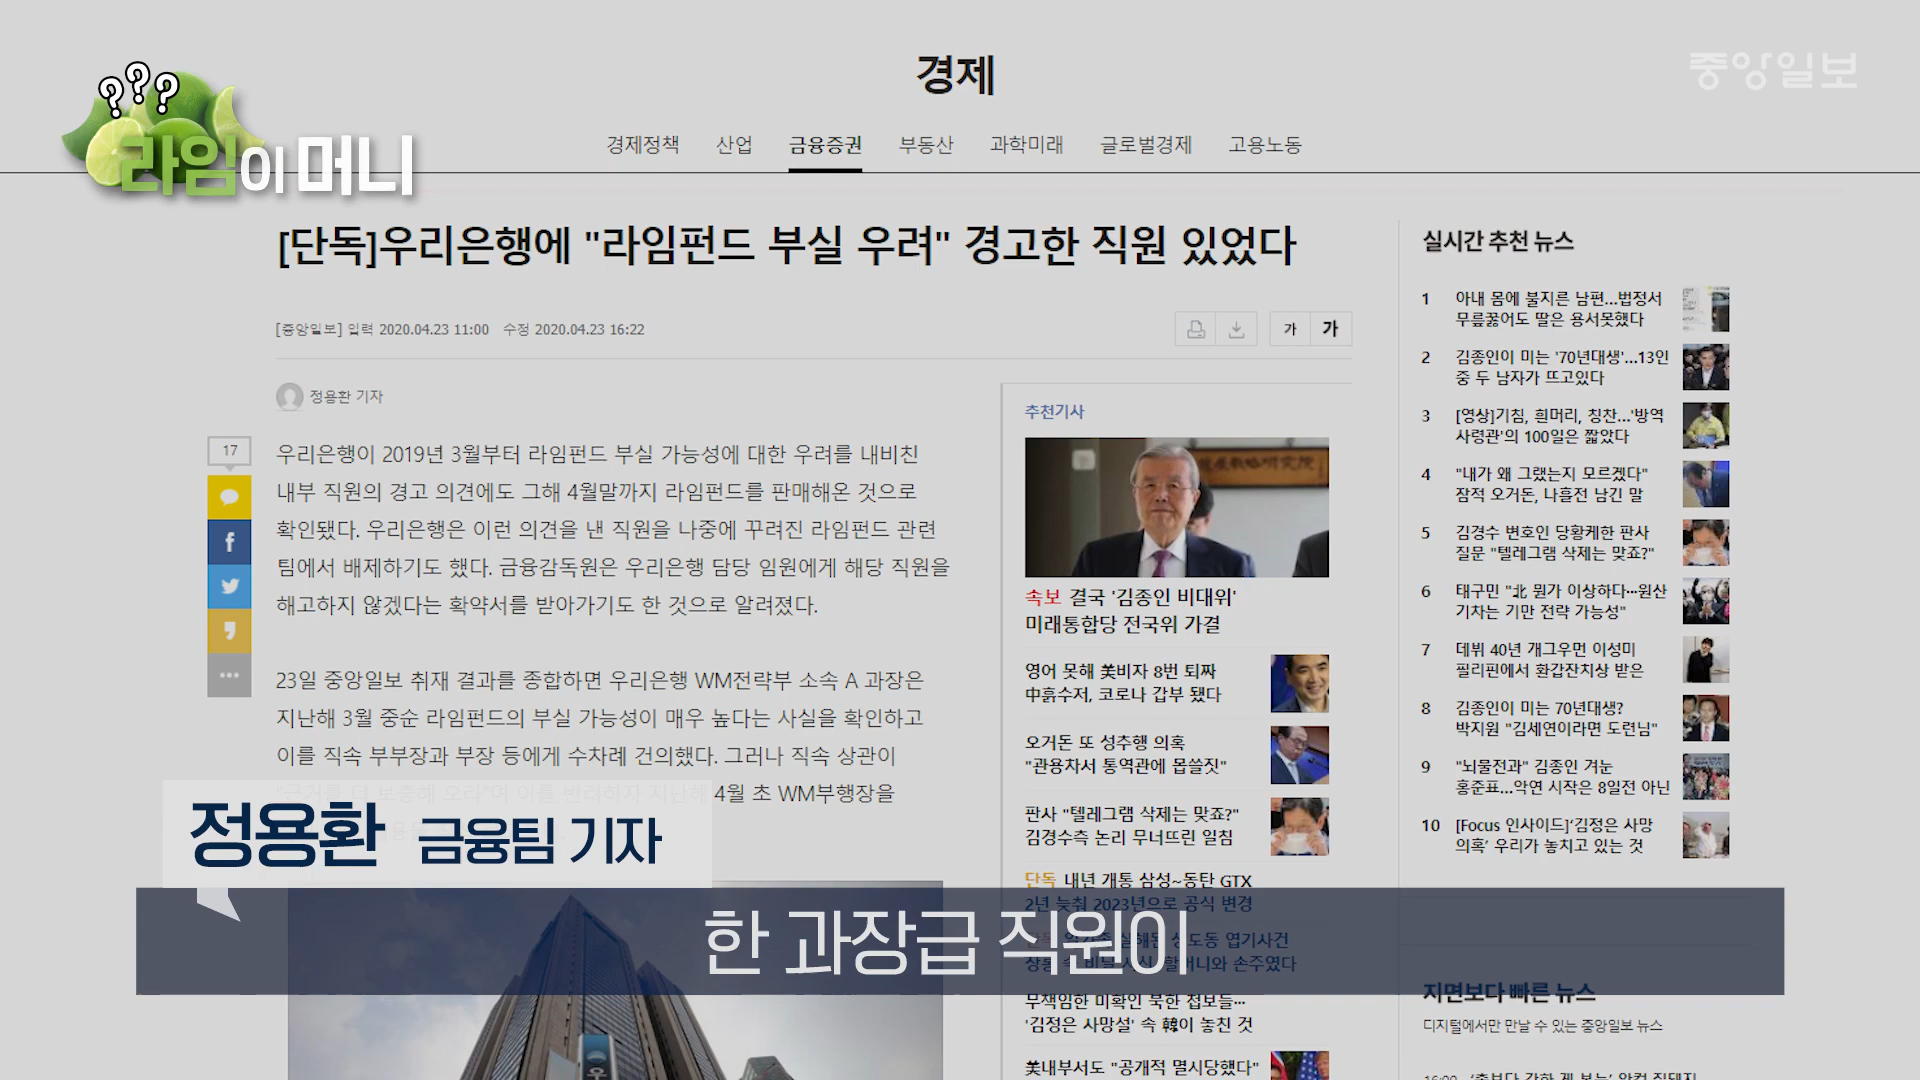 ???
라임이 머니
경제
중앙일보
경제정책 산업 금융증권 부동산 과학미래 글로벌경제 고용노동
[단독]우리은행에 "라임펀드 부실 우려" 경고한 직원 있었다
[중앙일보] 입력 2020.04.23 11:00 수정 2020.04.23 16:22
가 가
정용환 기자
17
우리은행이 2019년 3월부터 라임펀드 부실 가능성에 대한 우려를 내비친
내부 직원의 경고 의견에도 그해 4월말까지 라임펀드를 판매해온 것으로
확인됐다. 우리은행은 이런 의견을 낸 직원을 나중에 꾸려진 라임펀드 관련
팀에서 배제하기도 했다. 금융감독원은 우리은행 담당 임원에게 해당 직원을
해고하지 않겠다는 확약서를 받아가기도 한 것으로 알려졌다.
23일 중앙일보 취재 결과를 종합하면 우리은행 WM전략부 소속 A 과장은
지난해 3월 중순 라임펀드의 부실 가능성이 매우 높다는 사실을 확인하고
이를 직속 부부장과 부장 등에게 수차례 건의했다. 그러나 직속 상관이
"근거를 더 보충해 오라"며 이를 반려하자 지난해 4월 초 WM부행장을
추천기사
속보 결국 '김종인 비대위'
미래통합당 전국위 가결
영어 못해 美비자 8번 퇴짜
中흙수저, 코로나 갑부 됐다
오거돈 또 성추행 의혹
"관용차서 통역관에 몹쓸짓"
판사 "텔레그램 삭제는 맞죠?"
김경수측 논리 무너뜨린 일침
단독 내년 개통 삼성~동탄 GTX
2년 늦춰 2023년으로 공식 변경
무책임한 미확인 북한 첩보들…
'김정은 사망설' 속 韓이 놓친 것
美내부서도 "공개적 멸시당했다"
실시간 추천 뉴스
1 아내 몸에 불지른 남편...법정서
무릎꿇어도 딸은 용서못했다
2 김종인이 미는 '70년대생'...13인
중 두 남자가 뜨고있다
3 [영상]기침, 흰머리, 칭찬...'방역
사령관'의 100일은 짧았다
4 "내가 왜 그랬는지 모르겠다"
잠적 오거돈, 나흘전 남긴 말
5 김경수 변호인 당황케한 판사
질문 "텔레그램 삭제는 맞죠?"
6 태구민 "北 뭔가 이상하다…원산
기차는 기만 전략 가능성"
7 데뷔 40년 개그우먼 이성미
필리핀에서 환갑잔치상 받은
8 김종인이 미는 70년대생?
박지원 "김세연이라면 도련님"
9 "뇌물전과" 김종인 겨눈
홍준표...악연 시작은 8일전 아닌
10 [Focus 인사이드]'김정은 사망
의혹' 우리가 놓치고 있는 것
지면보다 빠른 뉴스
디지털에서만 만날 수 있는 중앙일보 뉴스
정용환 금융팀 기자
한 과장급 직원이
우